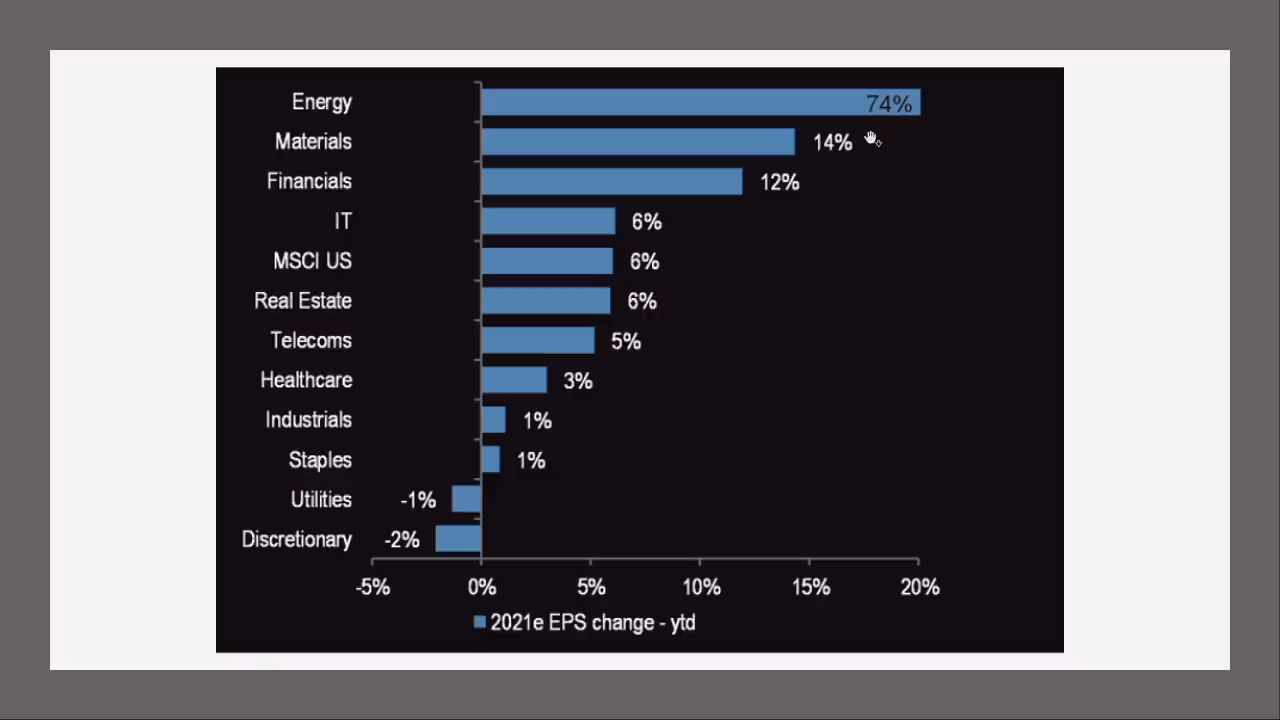 Energy 74%
Materials 14%
Financials 12%
IT 6%
MSCI US 6%
Real Estate 6%
Telecoms 5%
Healthcare 3%
Industrials 1%
Staples 1%
Utilities -1%
Discretionary -2%
-5% 0% 5% 10% 15% 20%
2021e EPS change - ytd